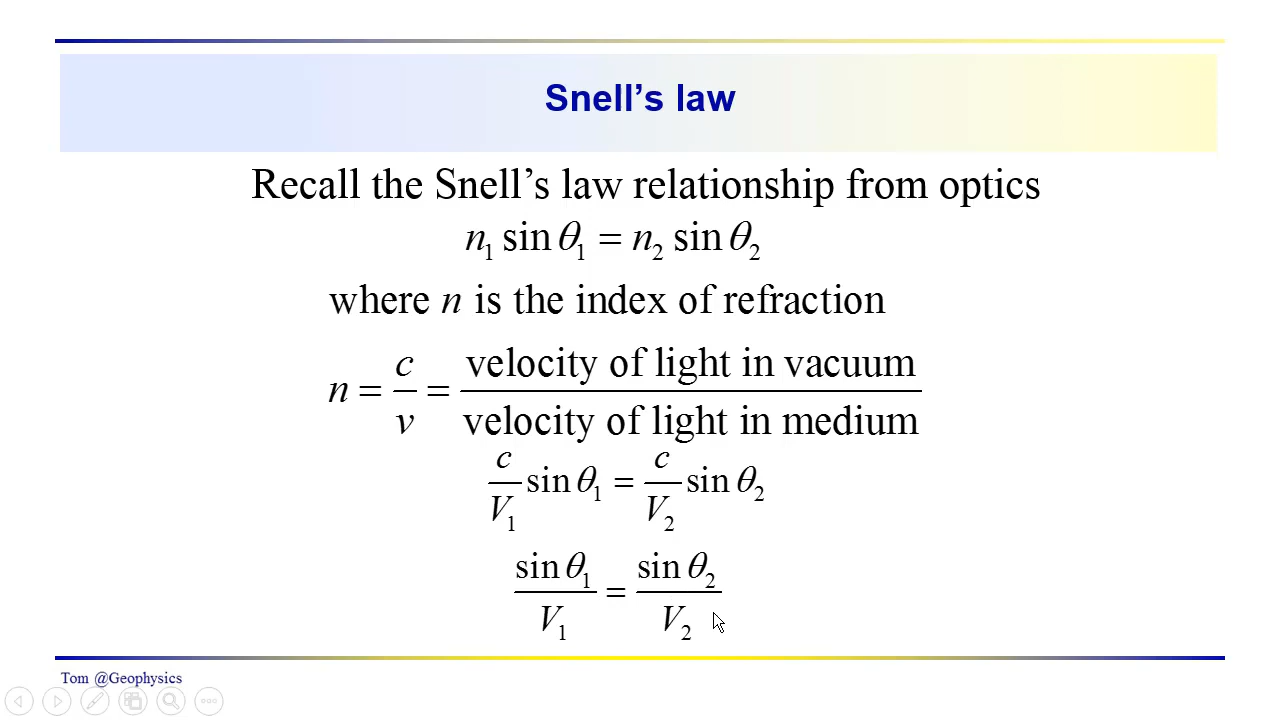 Snell’s law
Recall the Snell’s law relationship from optics
n₁ sin θ₁ = n₂ sin θ₂
where n is the index of refraction
n = c/v = velocity of light in vacuum / velocity of light in medium
c/V₁ sin θ₁ = c/V₂ sin θ₂
sin θ₁/V₁ = sin θ₂/V₂
Tom @Geophysics